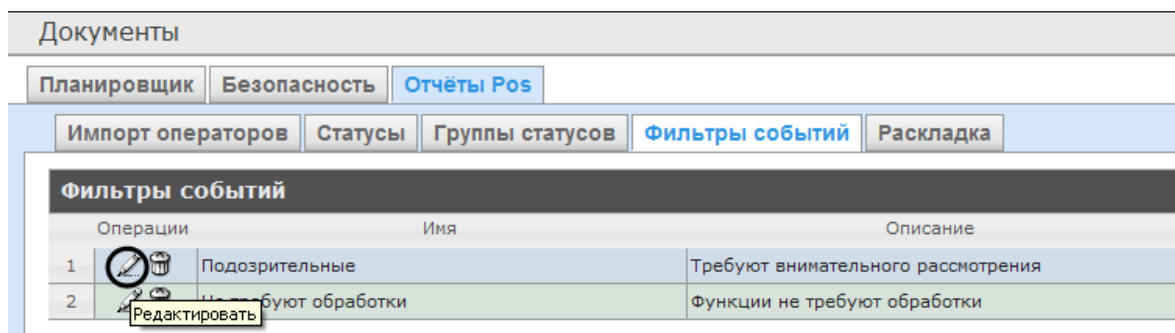 Документы
Планировщик Безопасность Отчёты Pos
Импорт операторов Статусы Группы статусов Фильтры событий Раскладка
Фильтры событий
Операции Имя Описание
1 Подозрительные Требуют внимательного рассмотрения
2 требуют обработки Функции не требуют обработки
Редактировать